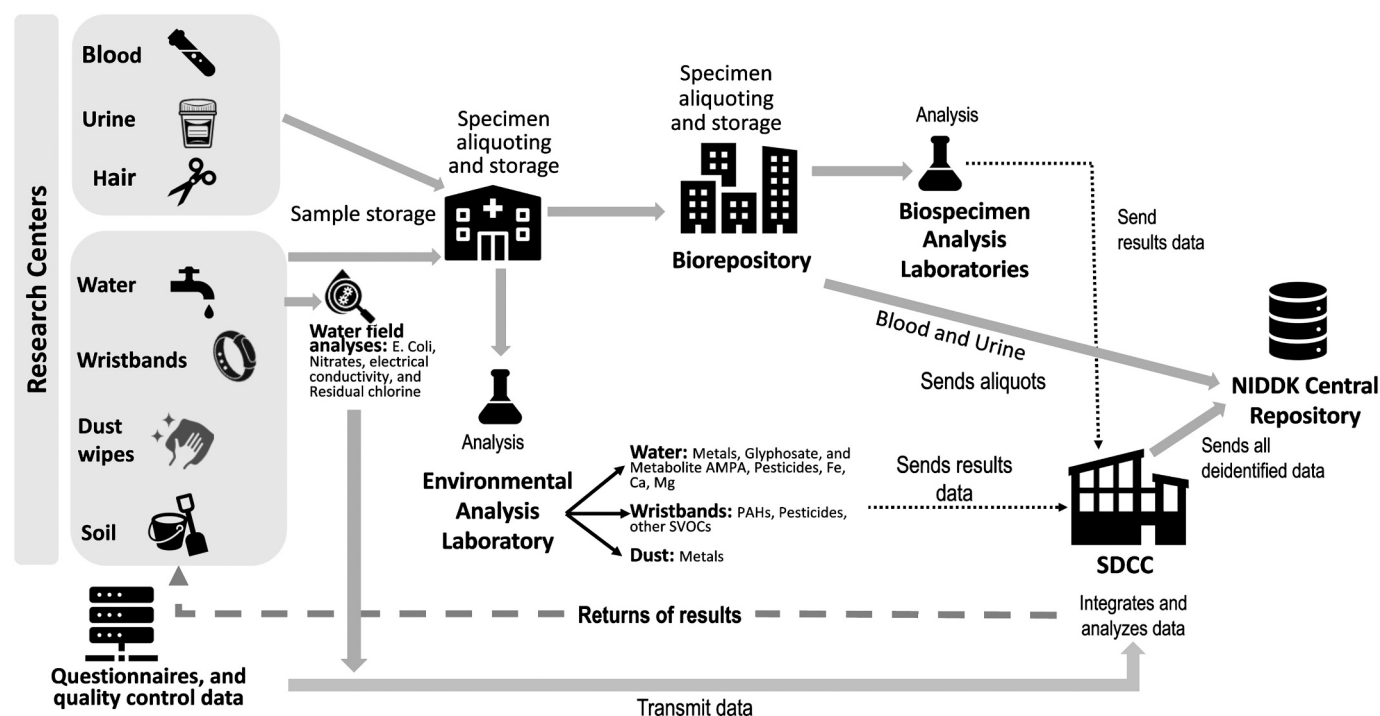 Research Centers
Blood
Urine
Hair
Water
Wristbands
Dust
wipes
Soil
Questionnaires, and
quality control data
Sample storage
Specimen
aliquoting
and storage
Water field
analyses: E. Coli,
Nitrates, electrical
conductivity, and
Residual chlorine
Analysis
Environmental
Analysis
Laboratory
Water: Metals, Glyphosate, and
Metabolite AMPA, Pesticides, Fe,
Ca, Mg
Wristbands: PAHs, Pesticides,
other SVOCs
Dust: Metals
Specimen
aliquoting
and storage
Biorepository
Analysis
Biospecimen
Analysis
Laboratories
Send
results data
Blood and Urine
Sends aliquots
NIDDK Central
Repository
Sends all
deidentified data
Sends results
data
SDCC
Integrates and
analyzes data
Returns of results
Transmit data